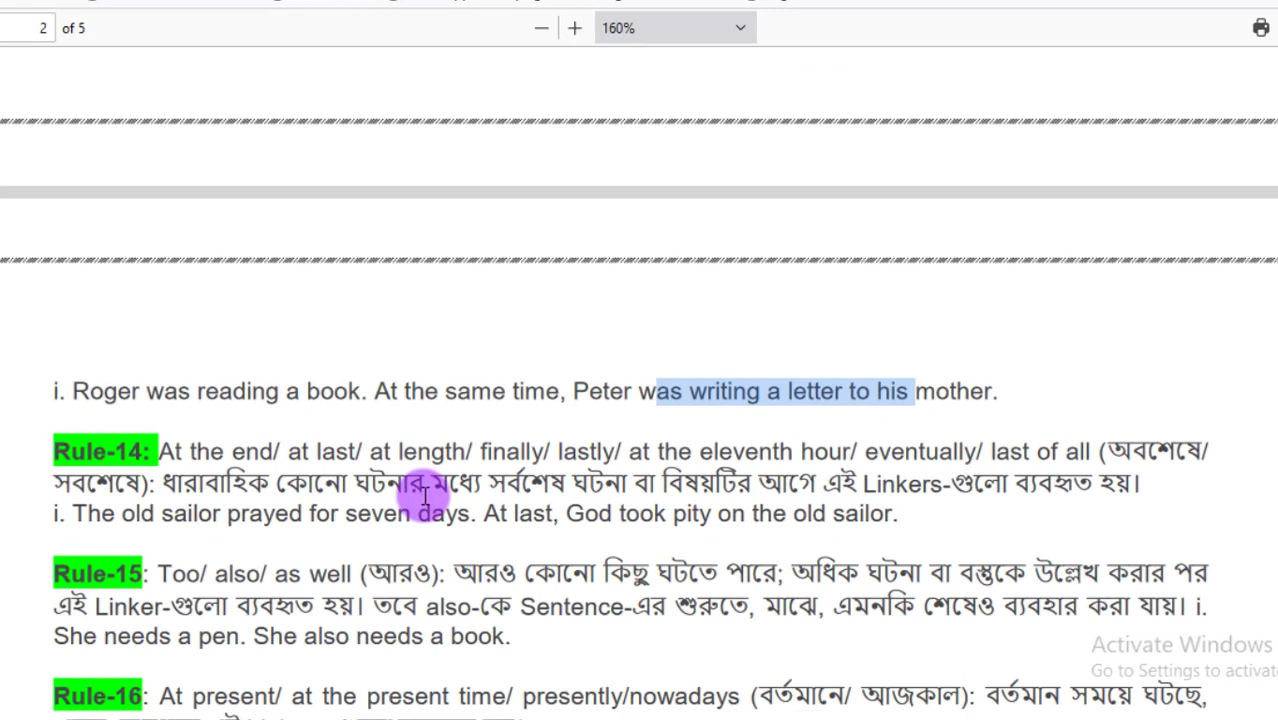 2 of 5 160%
i. Roger was reading a book. At the same time, Peter was writing a letter to his mother.
Rule-14: At the end/ at last/ at length/ finally/ lastly/ at the eleventh hour/ eventually/ last of all (অবশেষে/
সবশেষে): ধারাবাহিক কোনো ঘটনার মধ্যে সর্বশেষ ঘটনা বা বিষয়টির আগে এই Linkers-গুলো ব্যবহৃত হয়।
i. The old sailor prayed for seven days. At last, God took pity on the old sailor.
Rule-15: Too/ also/ as well (আরও): আরও কোনো কিছু ঘটতে পারে; অধিক ঘটনা বা বস্তুকে উল্লেখ করার পর
এই Linker-গুলো ব্যবহৃত হয়। তবে also-কে Sentence-এর শুরুতে, মাঝে, এমনকি শেষেও ব্যবহার করা যায়। i.
She needs a pen. She also needs a book.
Activate Windows
Go to Settings to activate
Rule-16: At present/ at the present time/ presently/nowadays (বর্তমানে/ আজকাল): বর্তমান সময়ে ঘটছে,